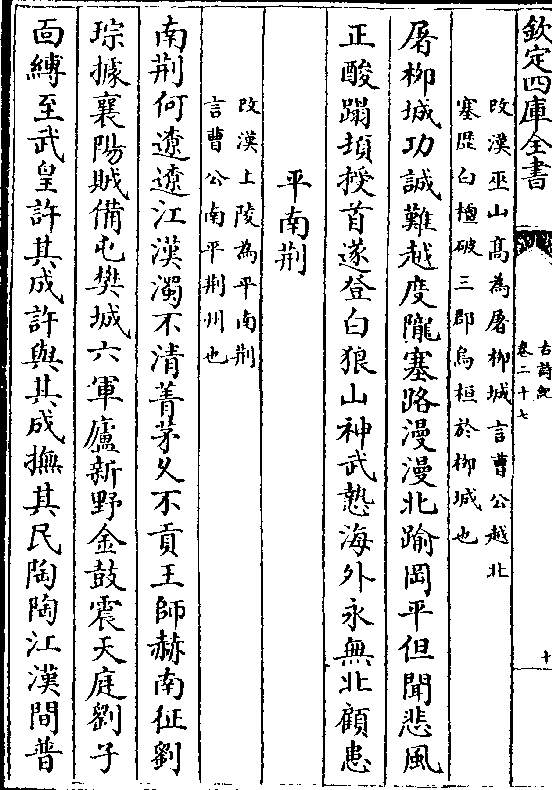 欽定四庫全書
古詩紀
卷二十七
十
改漢巫山髙為屠柳城言曹公越北
塞歴白檀破三郡烏桓於柳城也
屠柳城功誠難越度隴塞路漫漫北踰岡平但聞悲風
正酸蹋頓授首遂登白狼山神武慹海外永無北顧患
平南荆
改漢上陵為平南荆
言曹公南平荆州也
南荆何遼遼江漢濁不清菁茅久不貢王師赫南征劉
琮據襄陽賊備屯樊城六軍廬新野金鼓震天庭劉子
面縛至武皇許其成許與其成撫其民陶陶江漢間普